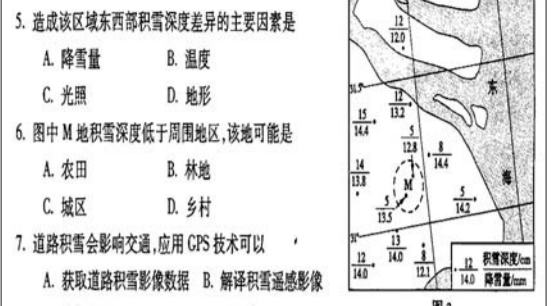 5. 造成该区域东西部积雪深度差异的主要因素是
A. 降雪量 B. 温度
C. 光照 D. 地形
6. 图中 M 地积雪深度低于周围地区,该地可能是
A. 农田 B. 林地
C. 城区 D. 乡村
7. 道路积雪会影响交通,应用 GPS 技术可以
A. 获取道路积雪影像数据 B. 解译积雪遥感影像
12
12.0
31.5°
东
12
13.2
15
14.4
5
12.8
8
14.4
14
13.8
M
海
5
13.5
5
14.2
31°
13
14.0
12
14.0
8
12.1
12 积雪深度/cm
14.0 降雪量/mm